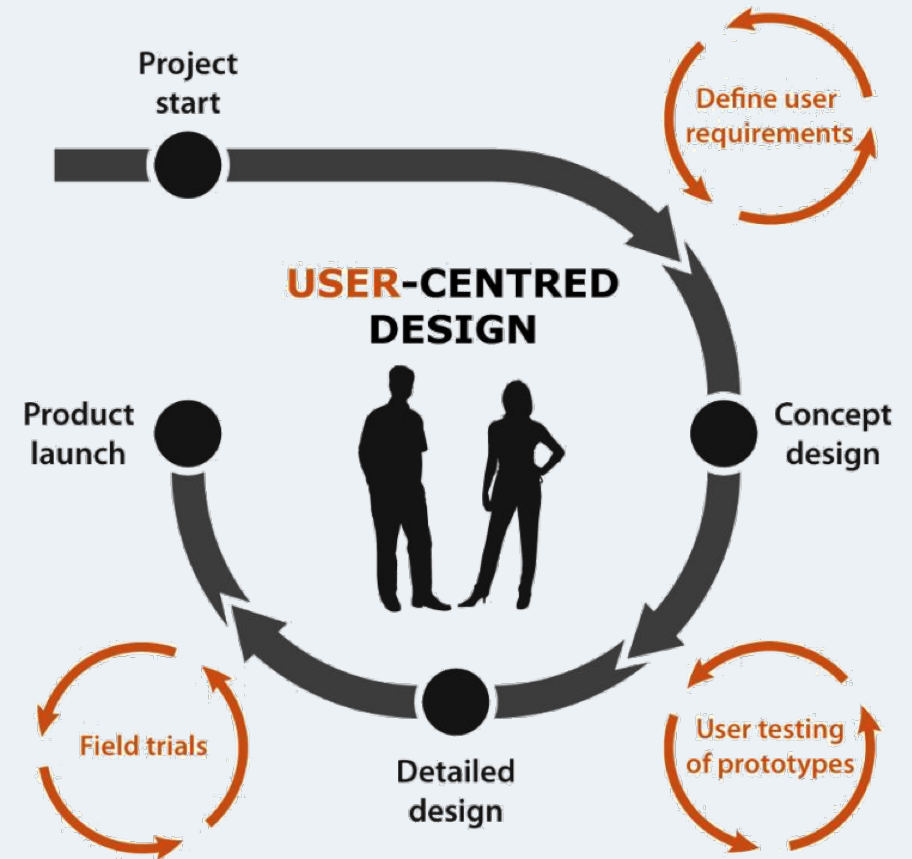 Project
start
Define user
requirements
USER-CENTRED
DESIGN
Product
launch
Concept
design
Field trials
Detailed
design
User testing
of prototypes